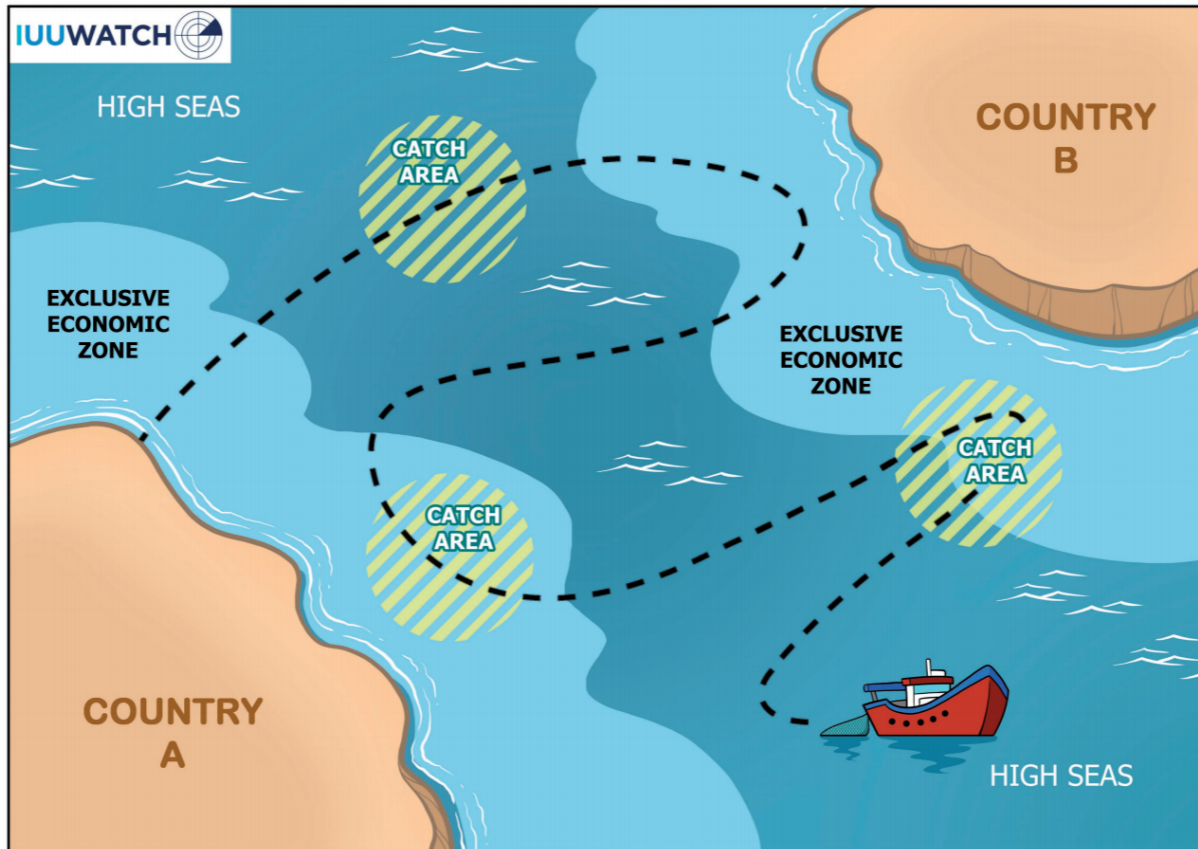 IUUWATCH
HIGH SEAS
CATCH
AREA
COUNTRY
B
EXCLUSIVE
ECONOMIC
ZONE
EXCLUSIVE
ECONOMIC
ZONE
CATCH
AREA
CATCH
AREA
COUNTRY
A
HIGH SEAS